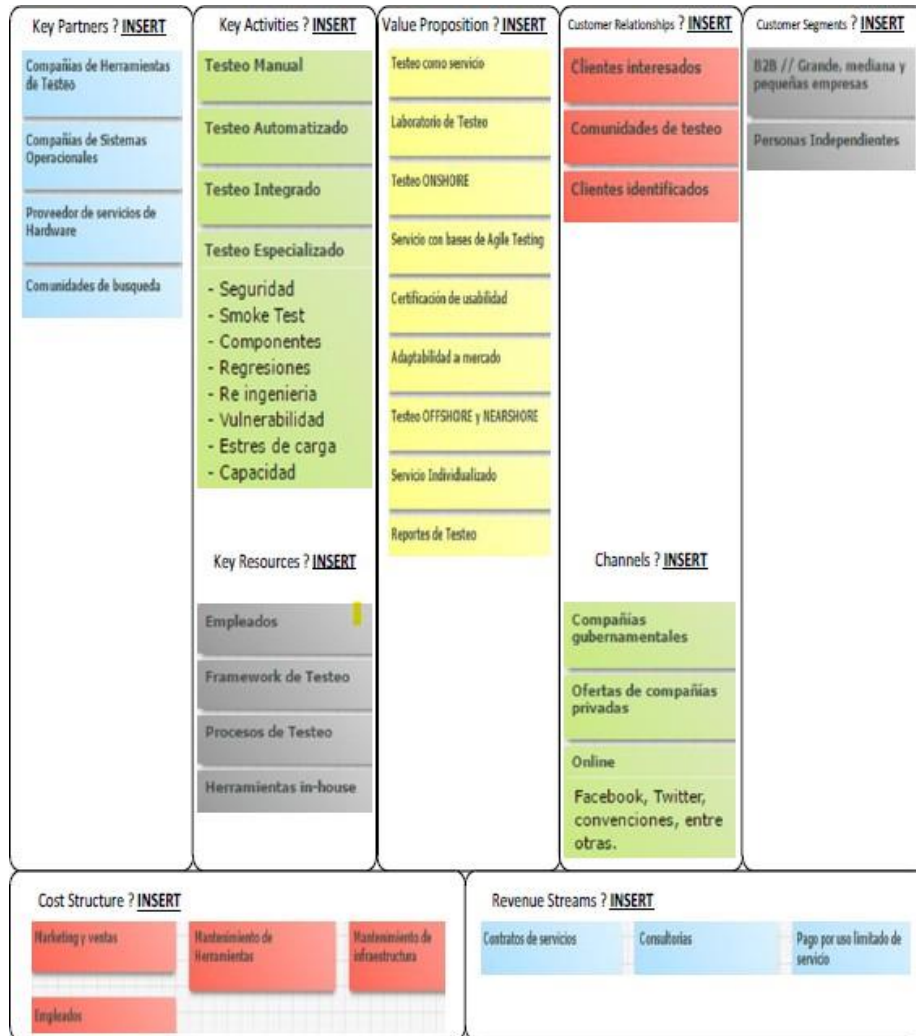 Key Partners ? INSERT
Compañias de Herramientas
de Testeo
Compañias de Sistemas
Operacionales
Proveedor de servicios de
Hardware
Comunidades de busqueda
Key Activities ? INSERT
Testeo Manual
Testeo Automatizado
Testeo Integrado
Testeo Especializado
- Seguridad
- Smoke Test
- Componentes
- Regresiones
- Re ingenieria
- Vulnerabilidad
- Estres de carga
- Capacidad
Key Resources ? INSERT
Empleados
Framework de Testeo
Procesos de Testeo
Herramientas in-house
Value Proposition ? INSERT
Testeo como servicio
Laboratorio de Testeo
Testeo ONSHOIRE
Servicio con bases de Agile Testing
Certificación de usabilidad
Adaptabilidad a mercado
Testeo OFFSHORE y NEARSHORE
Servicio Individualizado
Reportes de Testeo
Customer Relationships ? INSERT
Clientes interesados
Comunidades de testeo
Clientes identificados
Channels ? INSERT
Compañías
gubernamentales
Ofertas de compañías
privadas
Online
Facebook, Twitter,
convenciones, entre
otras.
Customer Segments ? INSERT
B2B // Grande, mediana y
pequeñas empresas
Personas Independientes
Cost Structure ? INSERT
Marketing y ventas
Mantenimiento de
Herramientas
Mantenimiento de
infraestructura
Empleados
Revenue Streams ? INSERT
Contratos de servicios
Consultorias
Pago por uso limitado de
servicio